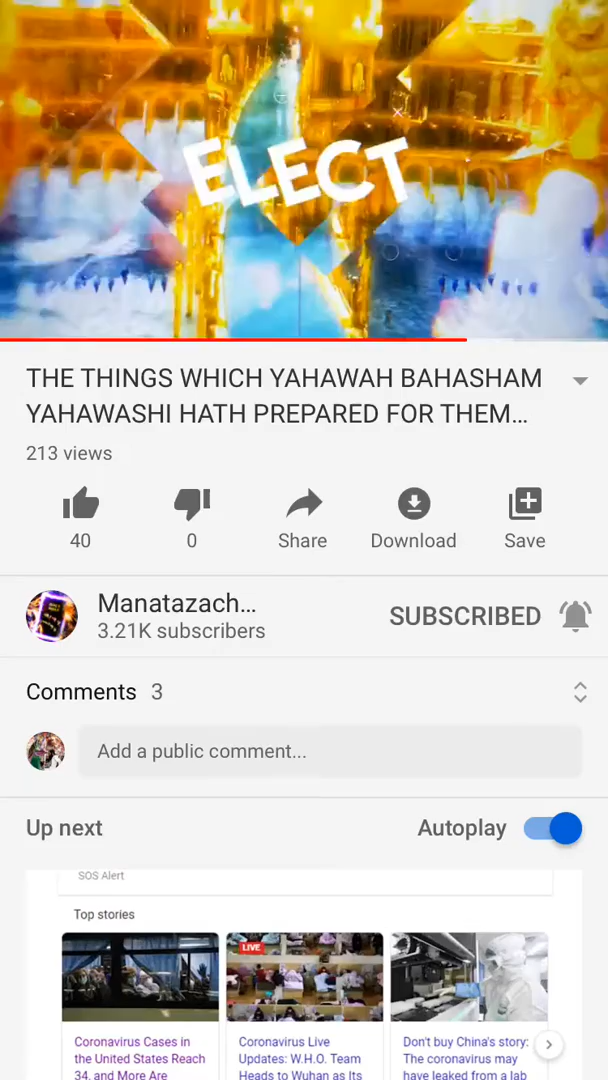 ELECT
THE THINGS WHICH YAHAWAH BAHASHAM
YAHAWASHI HATH PREPARED FOR THEM...
213 views
40
0
Share
Download
Save
Manatazach...
3.21K subscribers
SUBSCRIBED
Comments 3
Add a public comment...
Up next
Autoplay
SOS Alert
Top stories
LIVE
Coronavirus Cases in
the United States Reach
34, and More Are
Coronavirus Live
Updates: W.H.O. Team
Heads to Wuhan as Its
Don't buy China's story:
The coronavirus may
have leaked from a lab